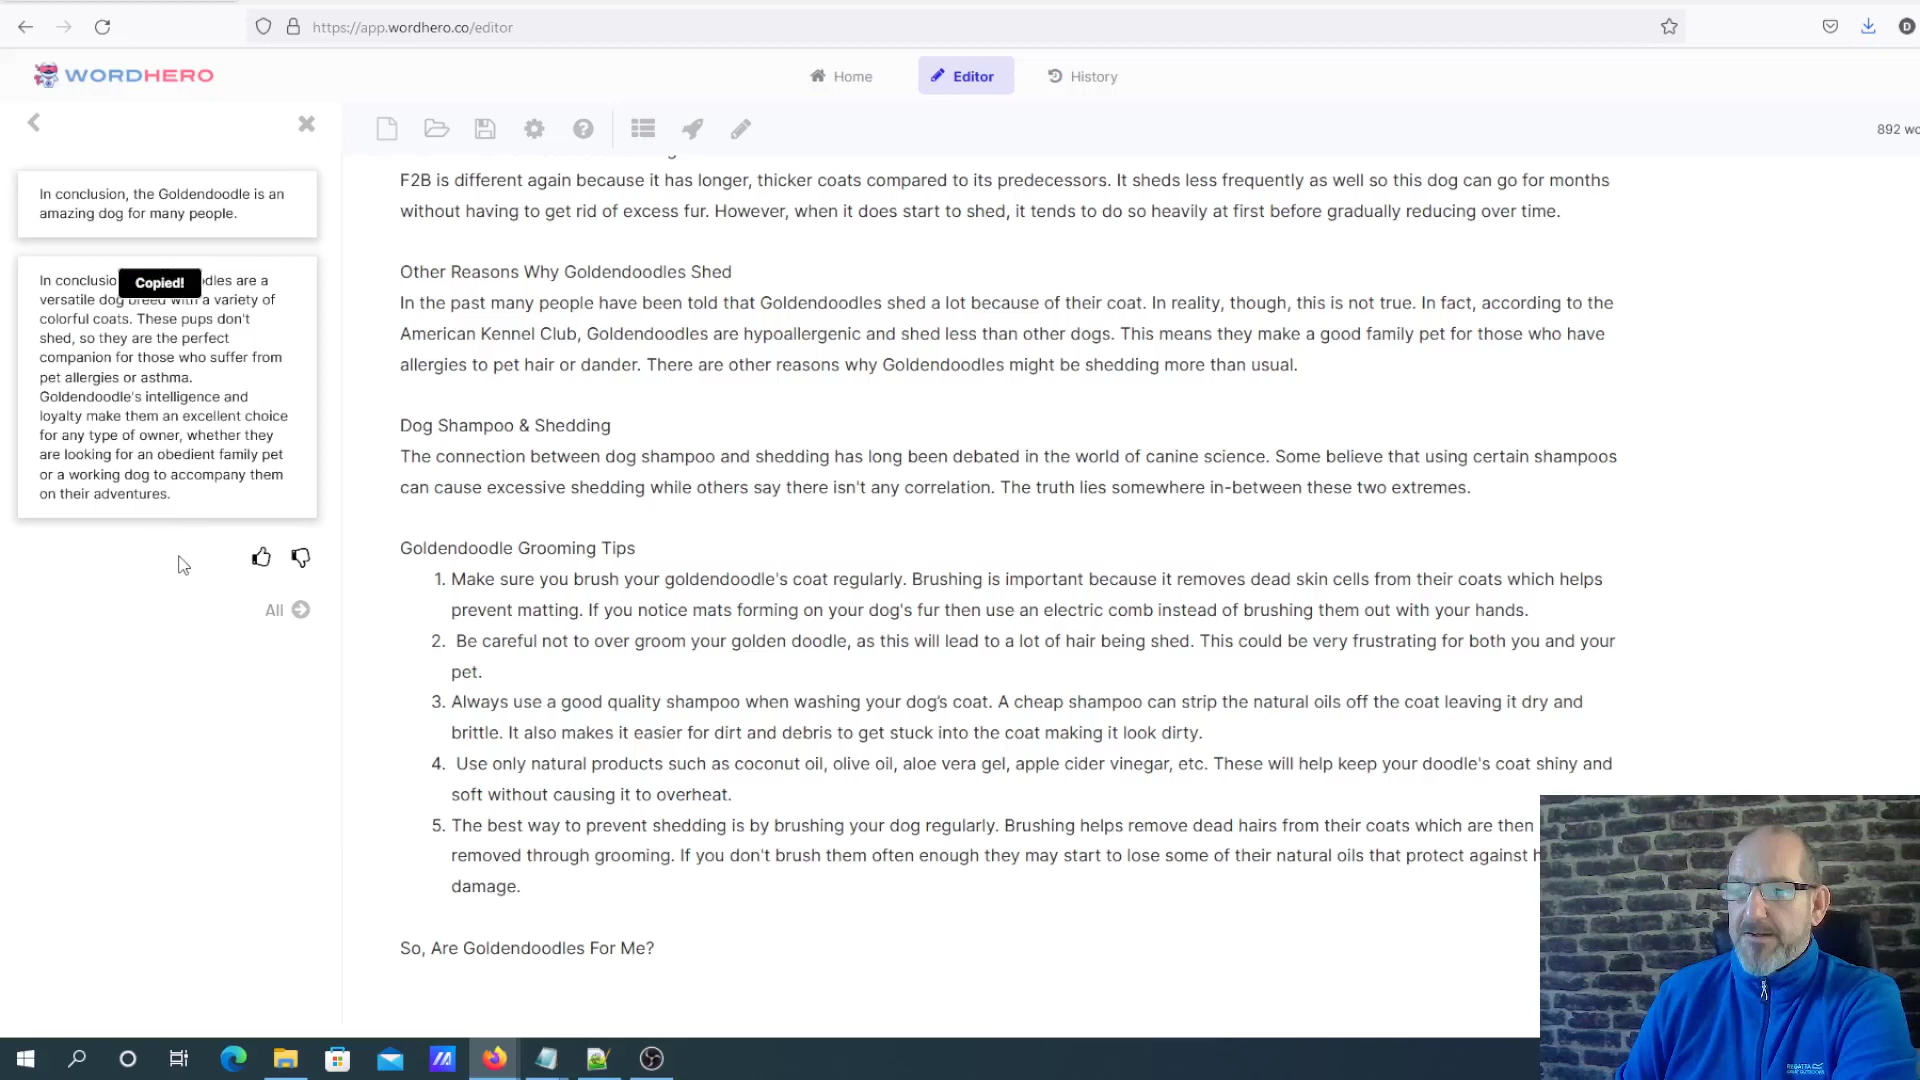 https://app.wordhero.co/editor
D
WORDHERO
Home
Editor
History
892 wo
In conclusion, the Goldendoodle is an
amazing dog for many people.
In conclusio
dles are a
Copied!
versatile dog breed with a variety of
colorful coats. These pups don't
shed, so they are the perfect
companion for those who suffer from
pet allergies or asthma.
Goldendoodle's intelligence and
loyalty make them an excellent choice
for any type of owner, whether they
are looking for an obedient family pet
or a working dog to accompany them
on their adventures.
All
F2B is different again because it has longer, thicker coats compared to its predecessors. It sheds less frequently as well so this dog can go for months
without having to get rid of excess fur. However, when it does start to shed, it tends to do so heavily at first before gradually reducing over time.
Other Reasons Why Goldendoodles Shed
In the past many people have been told that Goldendoodles shed a lot because of their coat. In reality, though, this is not true. In fact, according to the
American Kennel Club, Goldendoodles are hypoallergenic and shed less than other dogs. This means they make a good family pet for those who have
allergies to pet hair or dander. There are other reasons why Goldendoodles might be shedding more than usual.
Dog Shampoo & Shedding
The connection between dog shampoo and shedding has long been debated in the world of canine science. Some believe that using certain shampoos
can cause excessive shedding while others say there isn't any correlation. The truth lies somewhere in-between these two extremes.
Goldendoodle Grooming Tips
1. Make sure you brush your goldendoodle's coat regularly. Brushing is important because it removes dead skin cells from their coats which helps
prevent matting. If you notice mats forming on your dog's fur then use an electric comb instead of brushing them out with your hands.
2. Be careful not to over groom your golden doodle, as this will lead to a lot of hair being shed. This could be very frustrating for both you and your
pet.
3. Always use a good quality shampoo when washing your dog's coat. A cheap shampoo can strip the natural oils off the coat leaving it dry and
brittle. It also makes it easier for dirt and debris to get stuck into the coat making it look dirty.
4. Use only natural products such as coconut oil, olive oil, aloe vera gel, apple cider vinegar, etc. These will help keep your doodle's coat shiny and
soft without causing it to overheat.
5. The best way to prevent shedding is by brushing your dog regularly. Brushing helps remove dead hairs from their coats which are then
removed through grooming. If you don't brush them often enough they may start to lose some of their natural oils that protect against h
damage.
So, Are Goldendoodles For Me?
REGATTA